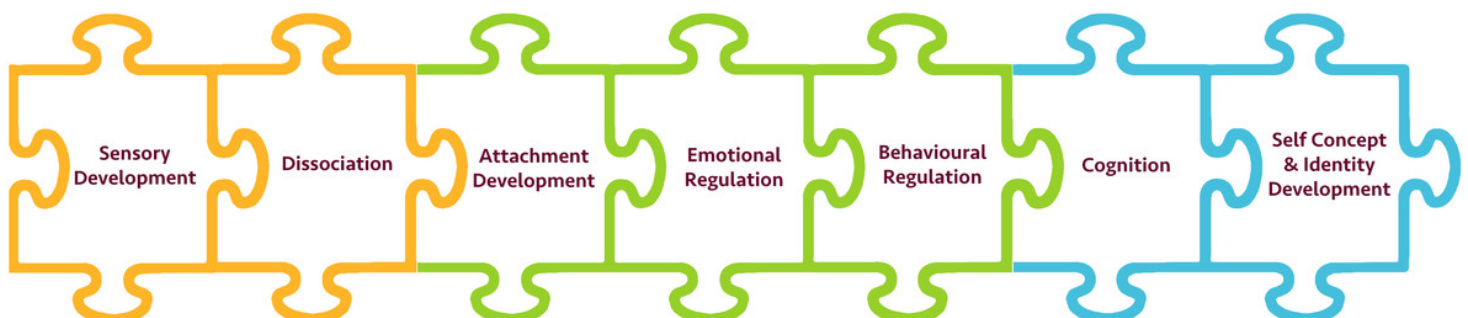 Sensory
Development
Dissociation
Attachment
Development
Emotional
Regulation
Behavioural
Regulation
Cognition
Self Concept
& Identity
Development